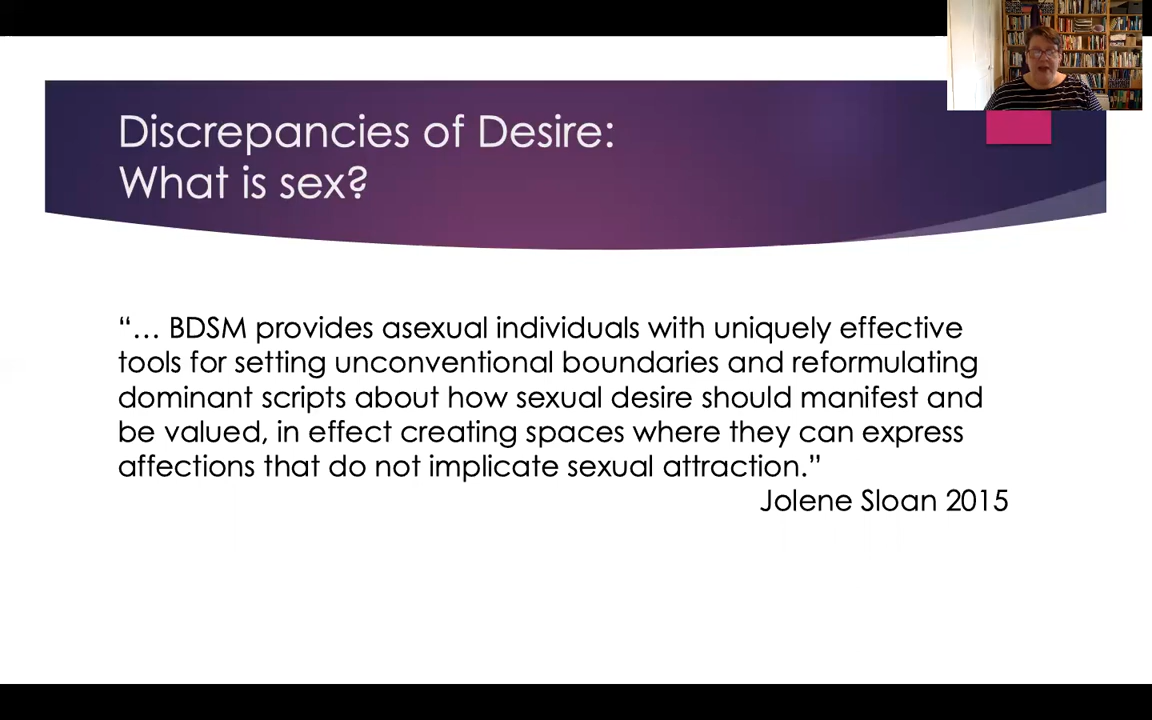 Discrepancies of Desire:
What is sex?
“… BDSM provides asexual individuals with uniquely effective
tools for setting unconventional boundaries and reformulating
dominant scripts about how sexual desire should manifest and
be valued, in effect creating spaces where they can express
affections that do not implicate sexual attraction.”
Jolene Sloan 2015